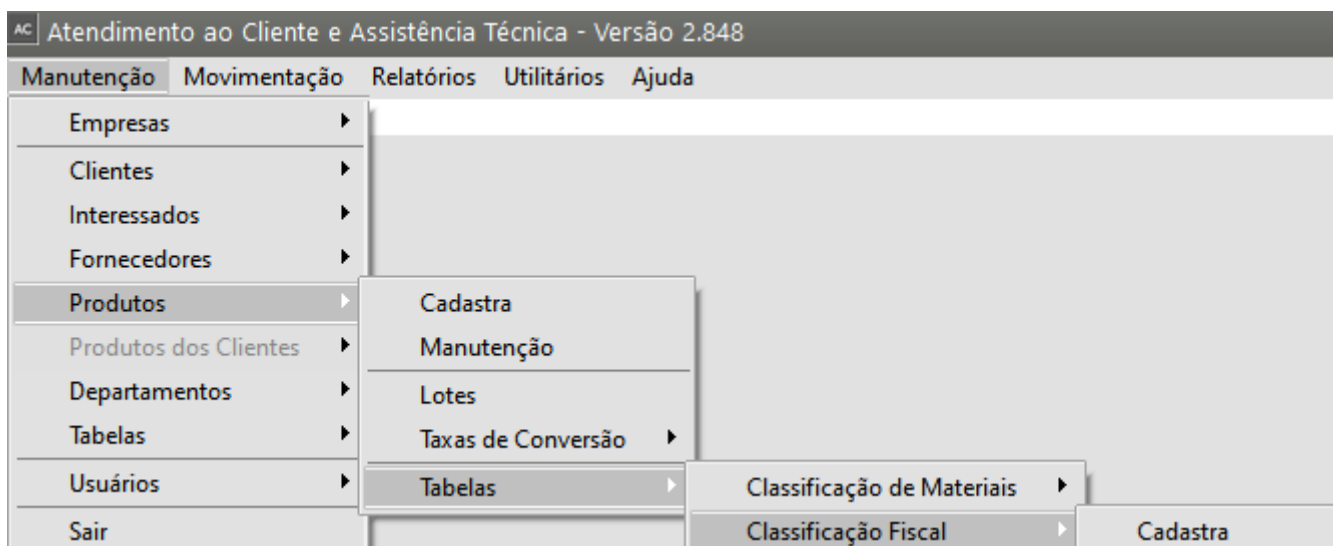 AC Atendimento ao Cliente e Assistência Técnica - Versão 2.848
Manutenção Movimentação Relatórios Utilitários Ajuda
Empresas
Clientes
Interessados
Fornecedores
Produtos
Produtos dos Clientes
Departamentos
Tabelas
Usuários
Sair
Cadastra
Manutenção
Lotes
Taxas de Conversão
Tabelas
Classificação de Materiais
Classificação Fiscal
Cadastra